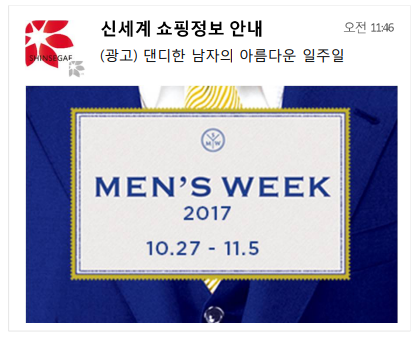 신세계 쇼핑정보 안내
오전 11:46
(광고) 댄디한 남자의 아름다운 일주일
SHINSEGAE
S
M W
MEN'S WEEK
2017
10.27 - 11.5